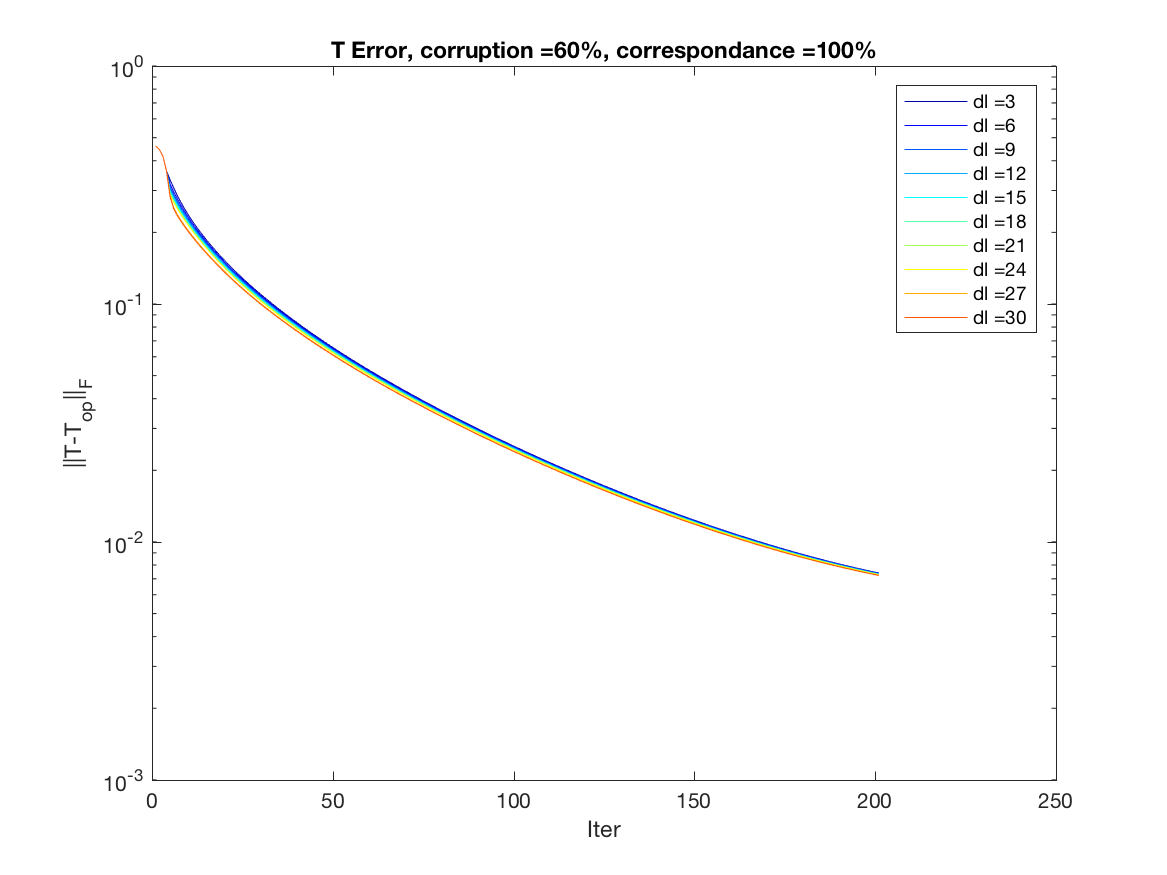 T Error, corruption =60%, correspondance =100%
10^0
10^-1
10^-2
10^-3
||T-T_op||_F
0 50 100 150 200 250
Iter
dl =3
dl =6
dl =9
dl =12
dl =15
dl =18
dl =21
dl =24
dl =27
dl =30